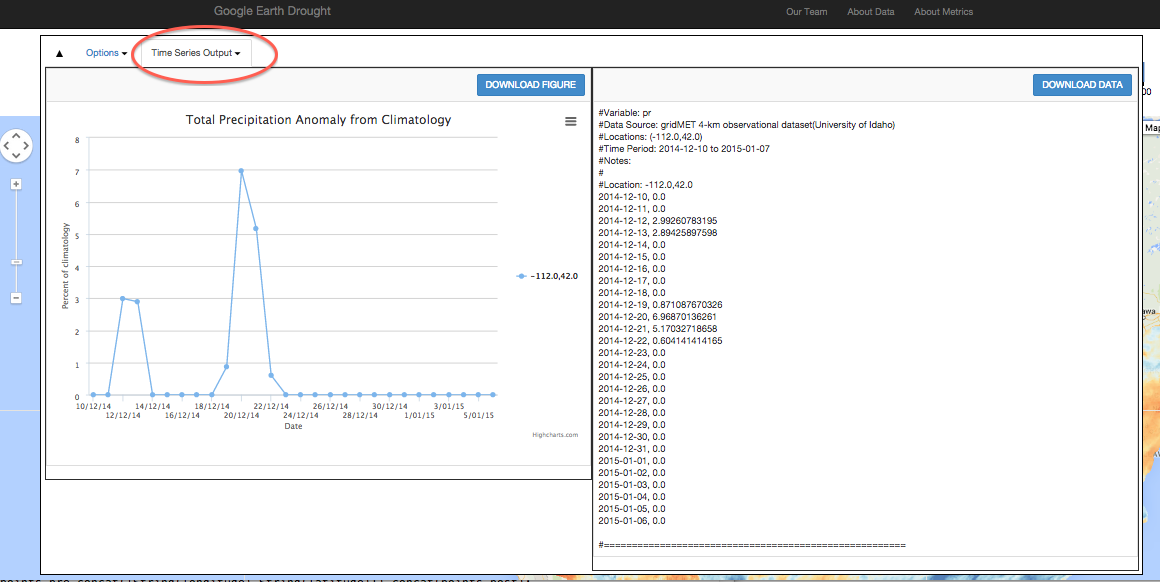 Google Earth Drought
Our Team
About Data
About Metrics
▲
Options
Time Series Output
DOWNLOAD FIGURE
Total Precipitation Anomaly from Climatology
8
7
6
5
4
3
2
1
0
Percent of climatology
10/12/14
12/12/14
14/12/14
16/12/14
18/12/14
20/12/14
22/12/14
24/12/14
26/12/14
28/12/14
30/12/14
1/01/15
3/01/15
5/01/15
Date
-112.0,42.0
Highcharts.com
DOWNLOAD DATA
#Variable: pr
#Data Source: gridMET 4-km observational dataset(University of Idaho)
#Locations: (-112.0,42.0)
#Time Period: 2014-12-10 to 2015-01-07
#Notes:
#
#Location: -112.0,42.0
2014-12-10, 0.0
2014-12-11, 0.0
2014-12-12, 2.99260783195
2014-12-13, 2.89425897598
2014-12-14, 0.0
2014-12-15, 0.0
2014-12-16, 0.0
2014-12-17, 0.0
2014-12-18, 0.0
2014-12-19, 0.871087670326
2014-12-20, 6.96870136261
2014-12-21, 5.17032718658
2014-12-22, 0.604141414165
2014-12-23, 0.0
2014-12-24, 0.0
2014-12-25, 0.0
2014-12-26, 0.0
2014-12-27, 0.0
2014-12-28, 0.0
2014-12-29, 0.0
2014-12-30, 0.0
2014-12-31, 0.0
2015-01-01, 0.0
2015-01-02, 0.0
2015-01-03, 0.0
2015-01-04, 0.0
2015-01-05, 0.0
2015-01-06, 0.0
#======================================================
Map